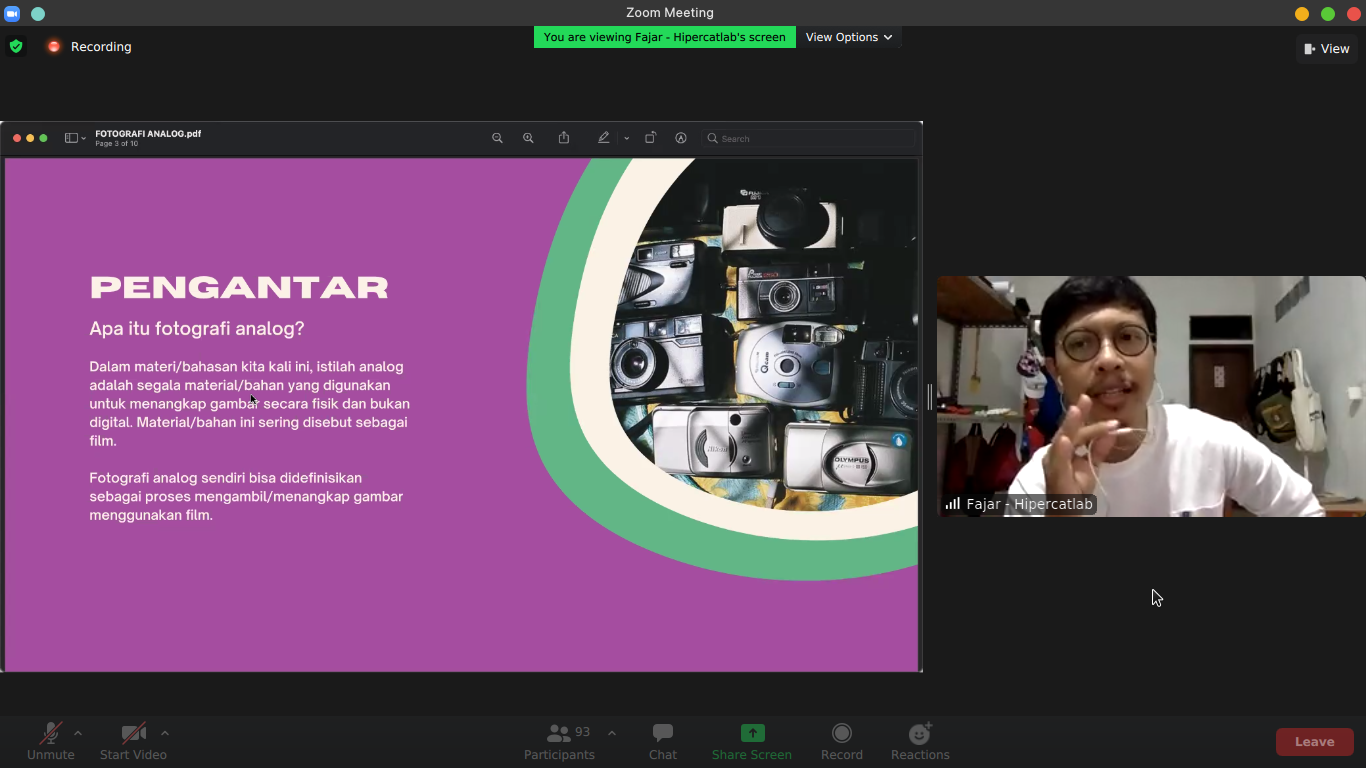 Zoom Meeting
Recording
You are viewing Fajar - Hipercatlab's screen
View Options
View
FOTOGRAFI ANALOG.pdf
Page 3 of 10
Search
PENGANTAR
Apa itu fotografi analog?
Dalam materi/bahasan kita kali ini, istilah analog
adalah segala material/bahan yang digunakan
untuk menangkap gambar secara fisik dan bukan
digital. Material/bahan ini sering disebut sebagai
film.
Fotografi analog sendiri bisa didefinisikan
sebagai proses mengambil/menangkap gambar
menggunakan film.
OLYMPUS
Fajar - Hipercatlab
Unmute
Start Video
93
Participants
Chat
Share Screen
Record
Reactions
Leave